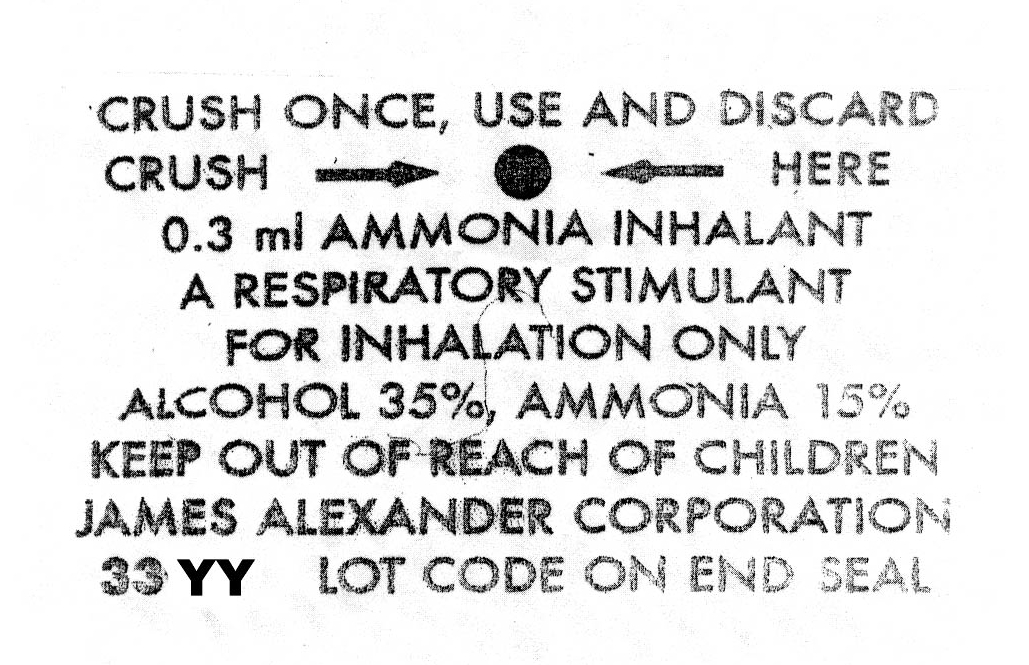 CRUSH ONCE, USE AND DISCARD
CRUSH HERE
0.3 ml AMMONIA INHALANT
A RESPIRATORY STIMULANT
FOR INHALATION ONLY
ALCOHOL 35%, AMMONIA 15%
KEEP OUT OF REACH OF CHILDREN
JAMES ALEXANDER CORPORATION
33 YY LOT CODE ON END SEAL